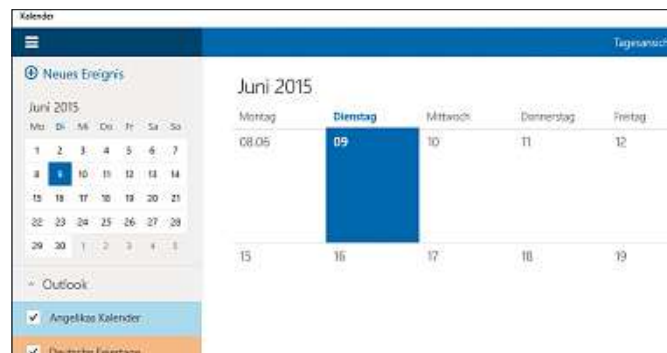 Kalender
Tagesansicht
Neues Ereignis
Juni 2015
Mo Di Mi Do Fr Sa So
1 2 3 4 5 6 7
8 9 10 11 12 13 14
15 16 17 18 19 20 21
22 23 24 25 26 27 28
29 30 1 2 3 4 5
Outlook
Angelikas Kalender
Deutsche Feiertage
Juni 2015
Montag Dienstag Mittwoch Donnerstag Freitag
08.06 09 10 11 12
15 16 17 18 19